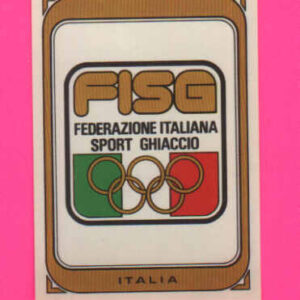 FISG
FEDERAZIONE ITALIANA
SPORT GHIACCIO
ITALIA